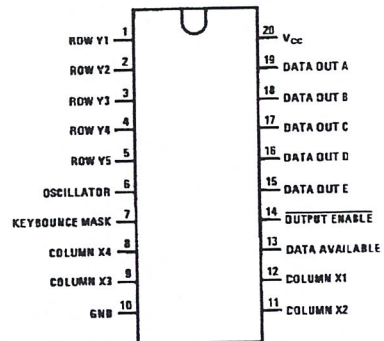 ROW Y1 1
20 VCC
ROW Y2 2
19 DATA OUT A
ROW Y3 3
18 DATA OUT B
ROW Y4 4
17 DATA OUT C
ROW Y5 5
16 DATA OUT D
OSCILLATOR 6
15 DATA OUT E
KEYBOUNCE MASK 7
14 OUTPUT ENABLE
COLUMN X4 8
13 DATA AVAILABLE
COLUMN X3 9
12 COLUMN X1
GND 10
11 COLUMN X2